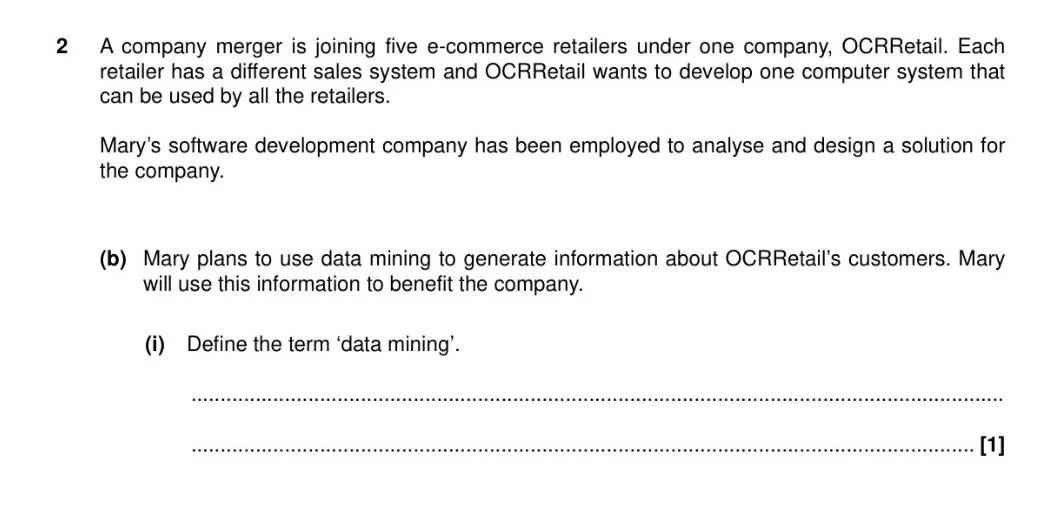 2 A company merger is joining five e-commerce retailers under one company, OCRRetail. Each
retailer has a different sales system and OCRRetail wants to develop one computer system that
can be used by all the retailers.
Mary’s software development company has been employed to analyse and design a solution for
the company.
(b) Mary plans to use data mining to generate information about OCRRetail’s customers. Mary
will use this information to benefit the company.
(i) Define the term ‘data mining’.
...........................................................................................................................................
...................................................................................................................................... [1]